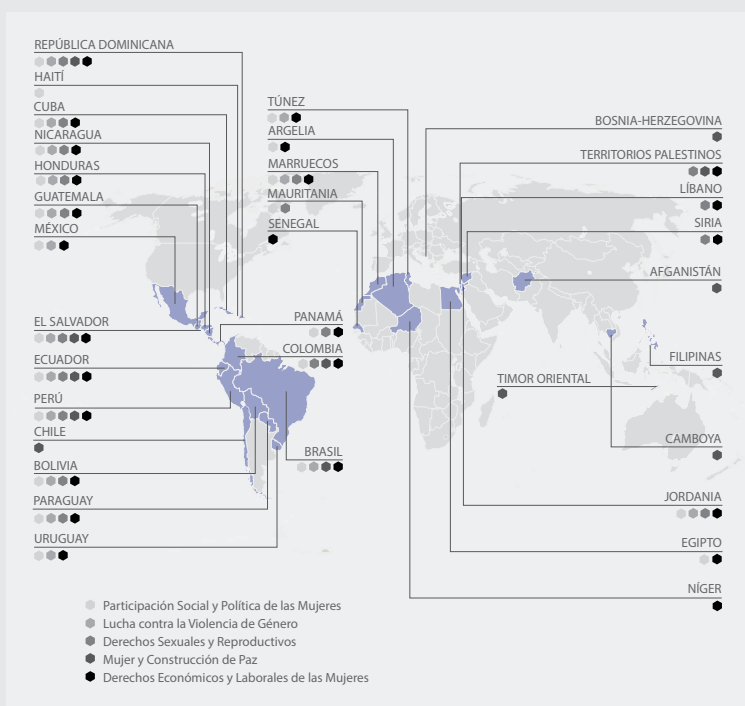 REPÚBLICA DOMINICANA
HAITÍ
CUBA
NICARAGUA
HONDURAS
GUATEMALA
MÉXICO
EL SALVADOR
ECUADOR
PERÚ
CHILE
BOLIVIA
PARAGUAY
URUGUAY
TÚNEZ
ARGELIA
MARRUECOS
MAURITANIA
SENEGAL
PANAMÁ
COLOMBIA
BRASIL
BOSNIA-HERZEGOVINA
TERRITORIOS PALESTINOS
LÍBANO
SIRIA
AFGANISTÁN
FILIPINAS
TIMOR ORIENTAL
CAMBOYA
JORDANIA
EGIPTO
NÍGER
Participación Social y Política de las Mujeres
Lucha contra la Violencia de Género
Derechos Sexuales y Reproductivos
Mujer y Construcción de Paz
Derechos Económicos y Laborales de las Mujeres